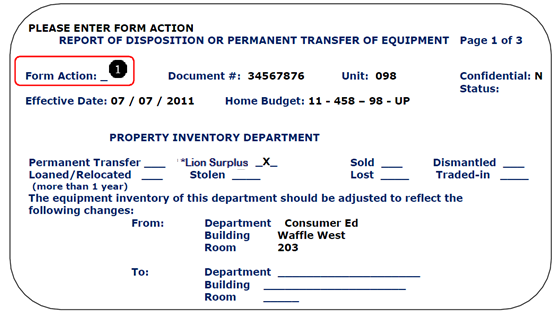 PLEASE ENTER FORM ACTION
REPORT OF DISPOSITION OR PERMANENT TRANSFER OF EQUIPMENT Page 1 of 3
Form Action: _ 1 Document #: 34567876 Unit: 098 Confidential: N
Status:
Effective Date: 07 / 07 / 2011 Home Budget: 11 - 458 – 98 - UP
PROPERTY INVENTORY DEPARTMENT
Permanent Transfer ___ *Lion Surplus _X_ Sold ___ Dismantled ___
Loaned/Relocated ___ Stolen ____ Lost ____ Traded-in ____
(more than 1 year)
The equipment inventory of this department should be adjusted to reflect the
following changes:
From: Department Consumer Ed
Building Waffle West
Room 203
To: Department ____________________
Building ____________________
Room _____